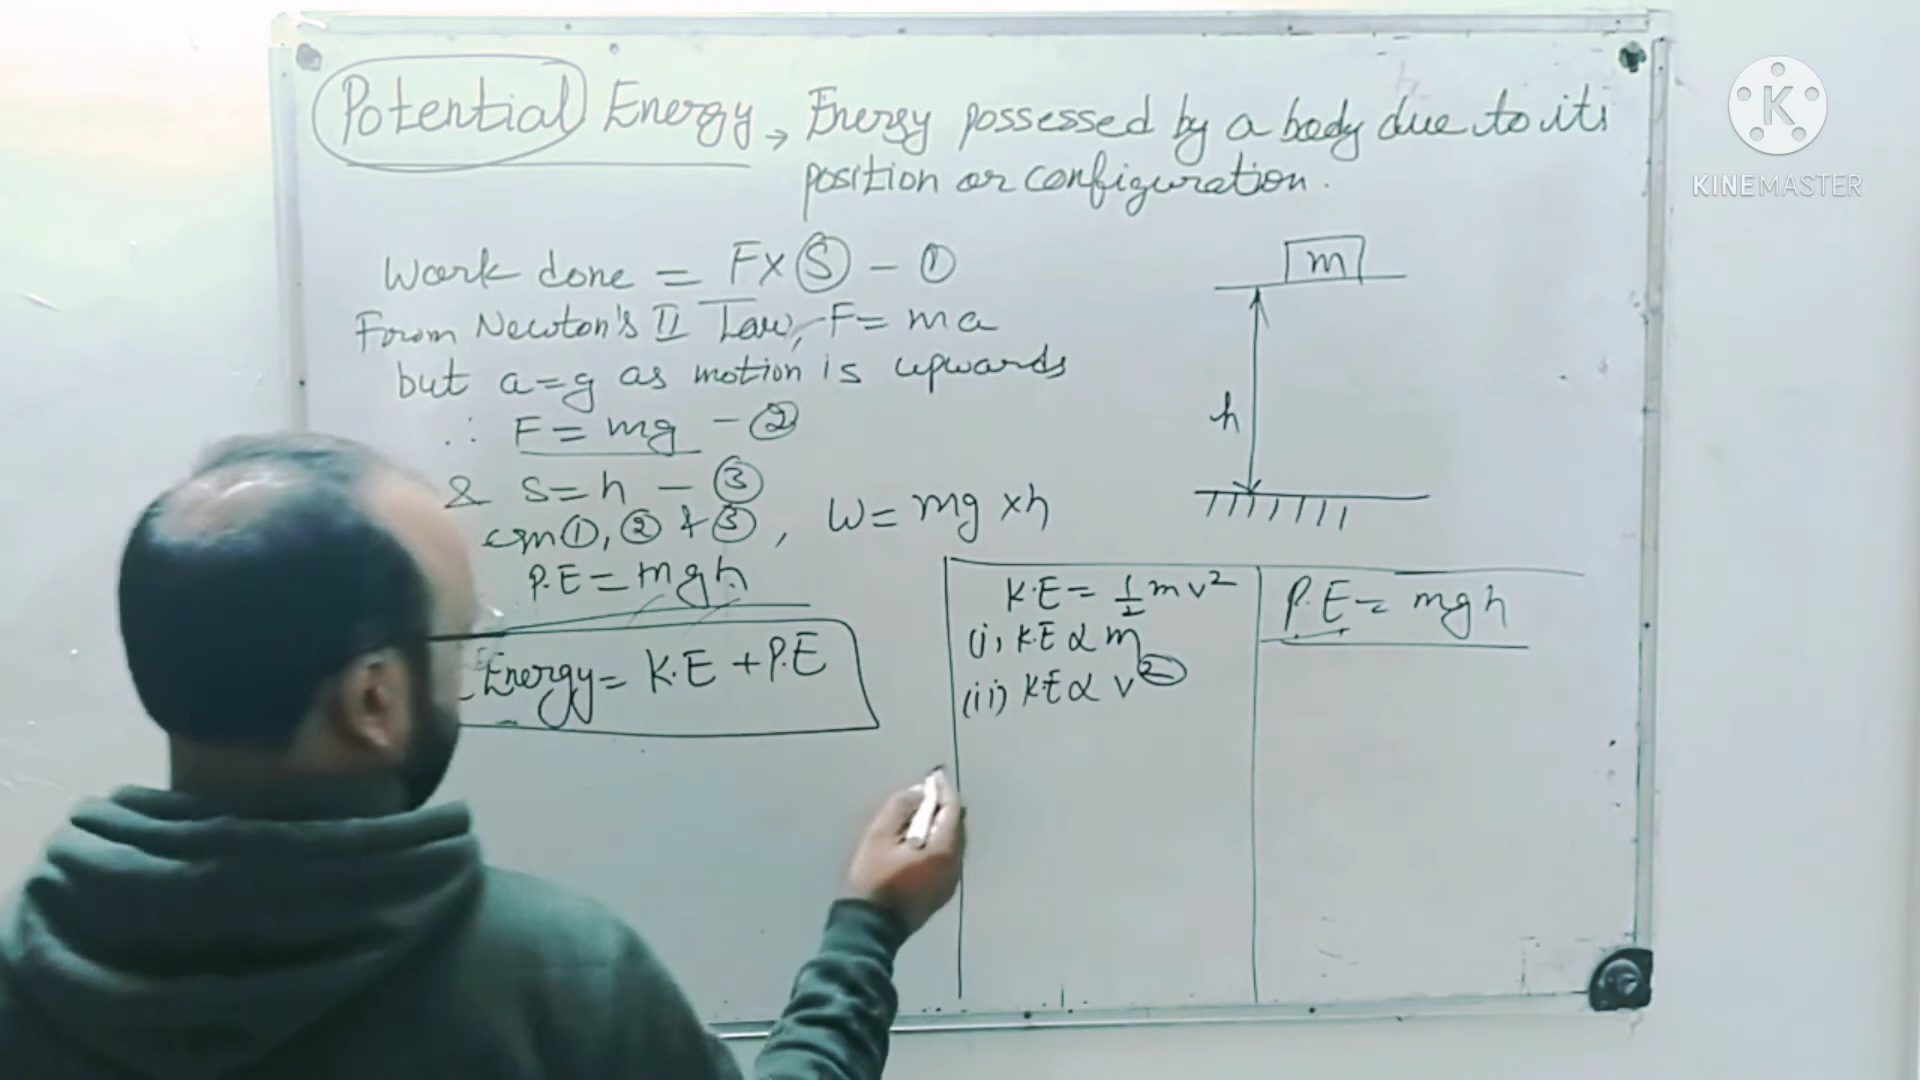 Potential Energy → Energy possessed by a body due to its
position or configuration.
Work done = F x S - ①
From Newton's II Law, F = ma
but a = g as motion is upwards
∴ F = mg - ②
& s = h - ③
①, ② & ③, W = mg x h
P.E = mgh
Energy = K.E + P.E
m
h
K.E = 1/2 mv²
(i) K.E ∝ m
(ii) K.E ∝ v²
P.E = mgh
K
KINEMASTER